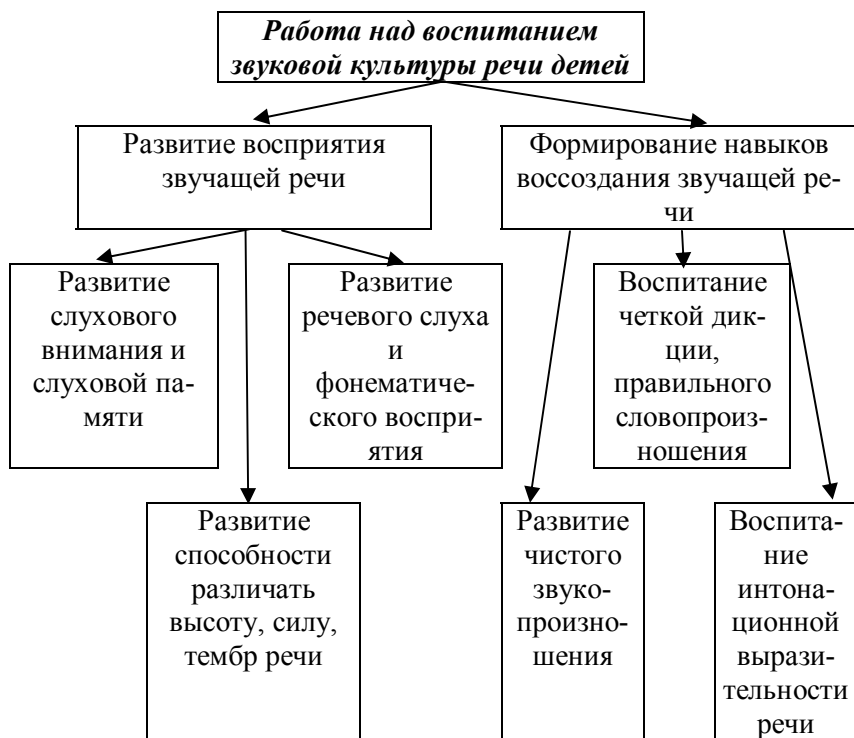 Работа над воспитанием
звуковой культуры речи детей
Развитие восприятия
звучащей речи
Формирование навыков
воссоздания звучащей ре-
чи
Развитие
слухового
внимания и
слуховой па-
мяти
Развитие
речевого слуха
и
фонематиче-
ского восприя-
тия
Воспитание
четкой дик-
ции,
правильного
словопроиз-
ношения
Развитие
способности
различать
высоту, силу,
тембр речи
Развитие
чистого
звуко-
произно-
шения
Воспита-
ние
интона-
ционной
вырази-
тельности
речи